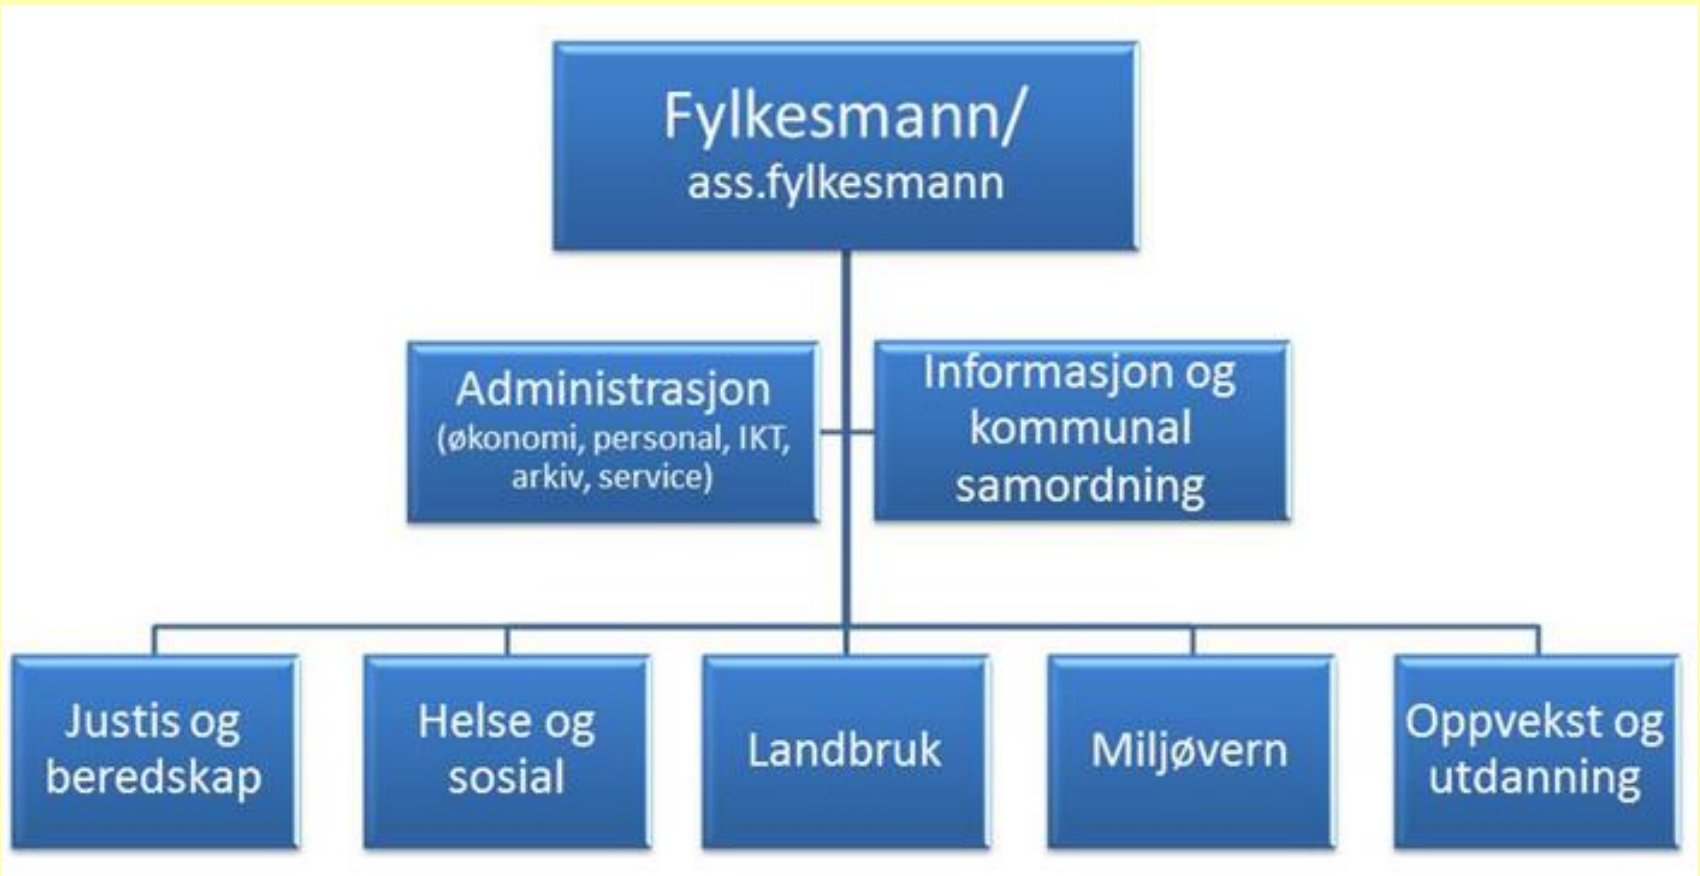 Fylkesmann/
ass.fylkesmann
Administrasjon
(økonomi, personal, IKT,
arkiv, service)
Informasjon og
kommunal
samordning
Justis og
beredskap
Helse og
sosial
Landbruk
Miljøvern
Oppvekst og
utdanning